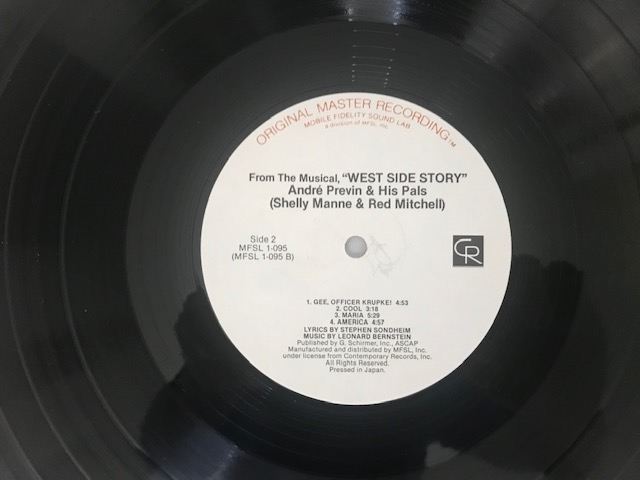 ORIGINAL MASTER RECORDING™
MOBILE FIDELITY SOUND LAB
a division of MFSL, Inc.
From The Musical, "WEST SIDE STORY"
André Previn & His Pals
(Shelly Manne & Red Mitchell)
Side 2
MFSL 1-095
(MFSL 1-095 B)
CR
1. GEE, OFFICER KRUPKE! 4:53
2. COOL 3:18
3. MARIA 5:29
4. AMERICA 4:57
LYRICS BY STEPHEN SONDHEIM
MUSIC BY LEONARD BERNSTEIN
Published by G. Schirmer, Inc., ASCAP
Manufactured and distributed by MFSL, Inc.
under license from Contemporary Records, Inc.
All Rights Reserved.
Pressed in Japan.